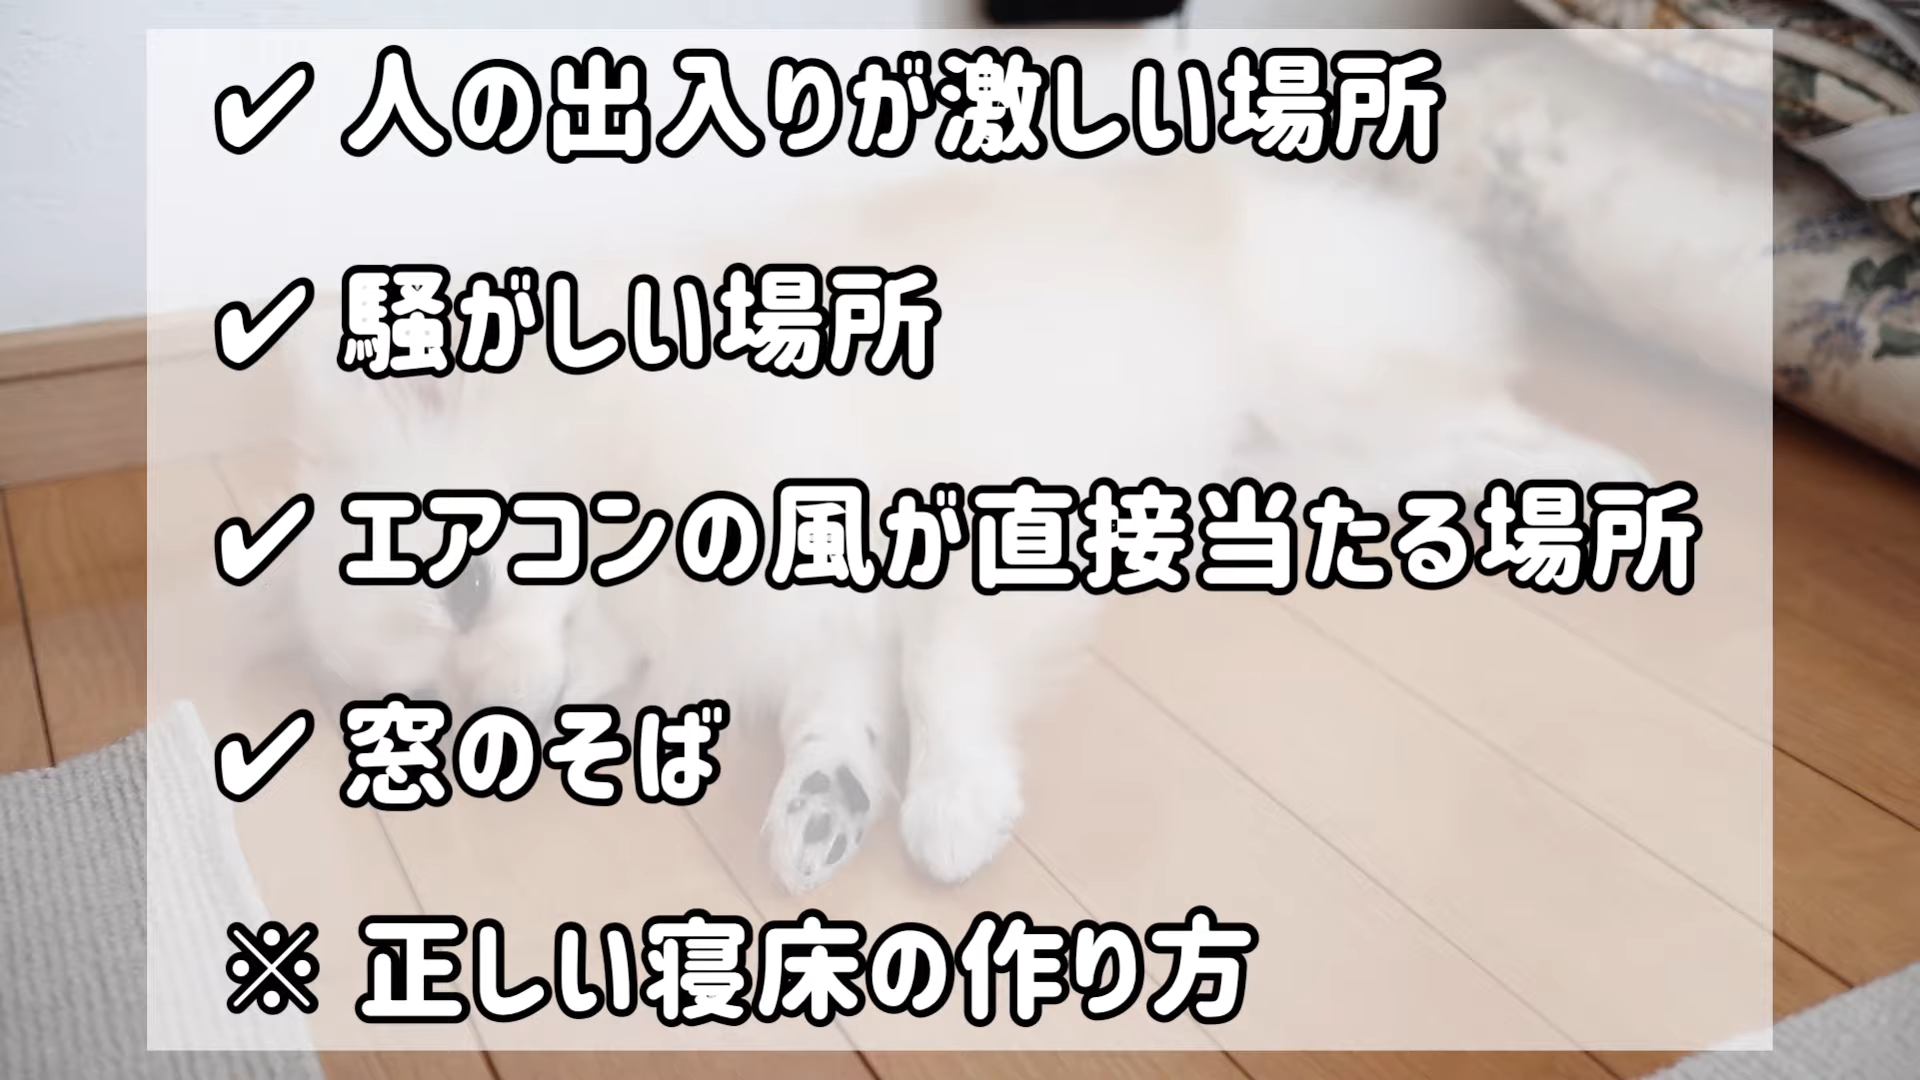 ✔ 人の出入りが激しい場所
✔ 騒がしい場所
✔ エアコンの風が直接当たる場所
✔ 窓のそば
※ 正しい寝床の作り方